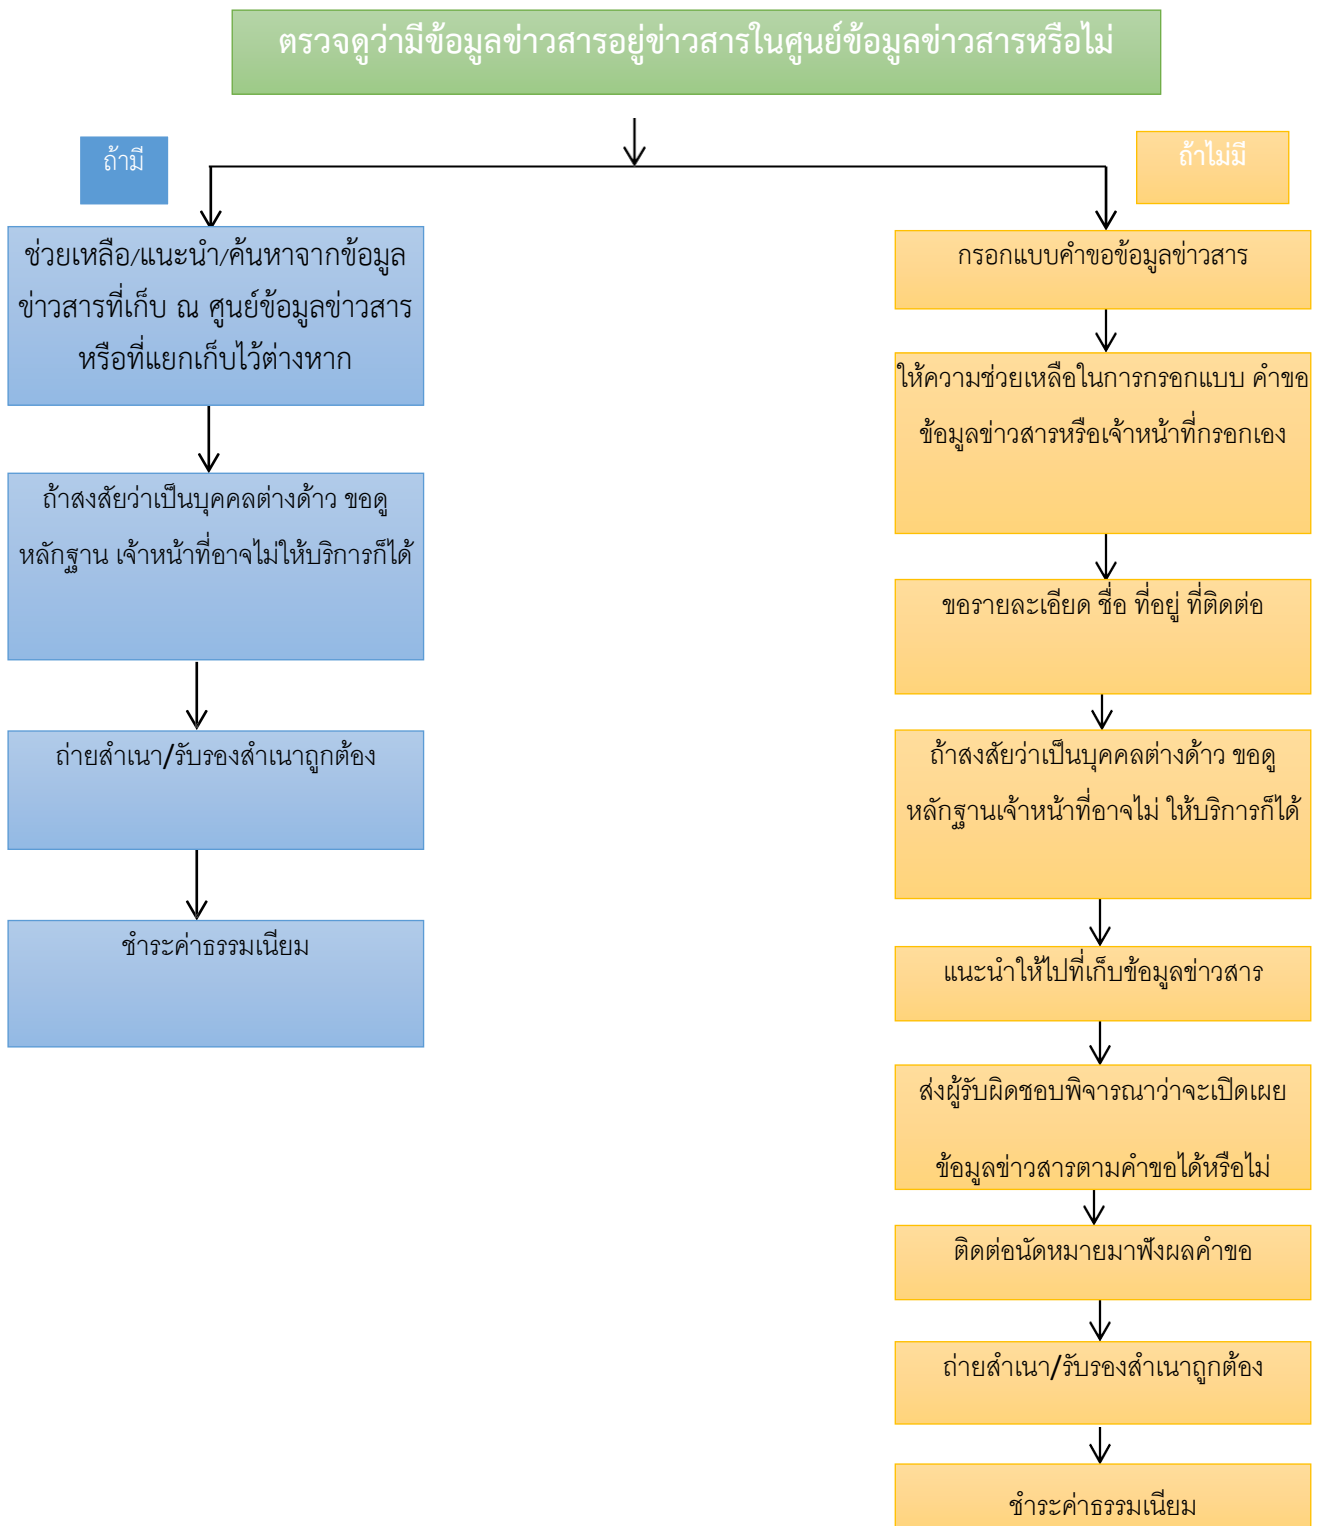 ตรวจดูว่ามีข้อมูลข่าวสารอยู่ข่าวสารในศูนย์ข้อมูลข่าวสารหรือไม่
ถ้ามี
ช่วยเหลือ/แนะนำ/ค้นหาจากข้อมูล
ข่าวสารที่เก็บ ณ ศูนย์ข้อมูลข่าวสาร
หรือที่แยกเก็บไว้ต่างหาก
ถ้าสงสัยว่าเป็นบุคคลต่างด้าว ขอดู
หลักฐาน เจ้าหน้าที่อาจไม่ให้บริการก็ได้
ถ่ายสำเนา/รับรองสำเนาถูกต้อง
ชำระค่าธรรมเนียม
ถ้าไม่มี
กรอกแบบคำขอข้อมูลข่าวสาร
ให้ความช่วยเหลือในการกรอกแบบ คำขอ
ข้อมูลข่าวสารหรือเจ้าหน้าที่กรอกเอง
ขอรายละเอียด ชื่อ ที่อยู่ ที่ติดต่อ
ถ้าสงสัยว่าเป็นบุคคลต่างด้าว ขอดู
หลักฐานเจ้าหน้าที่อาจไม่ ให้บริการก็ได้
แนะนำให้ไปที่เก็บข้อมูลข่าวสาร
ส่งผู้รับผิดชอบพิจารณาว่าจะเปิดเผย
ข้อมูลข่าวสารตามคำขอได้หรือไม่
ติดต่อนัดหมายมาฟังผลคำขอ
ถ่ายสำเนา/รับรองสำเนาถูกต้อง
ชำระค่าธรรมเนียม